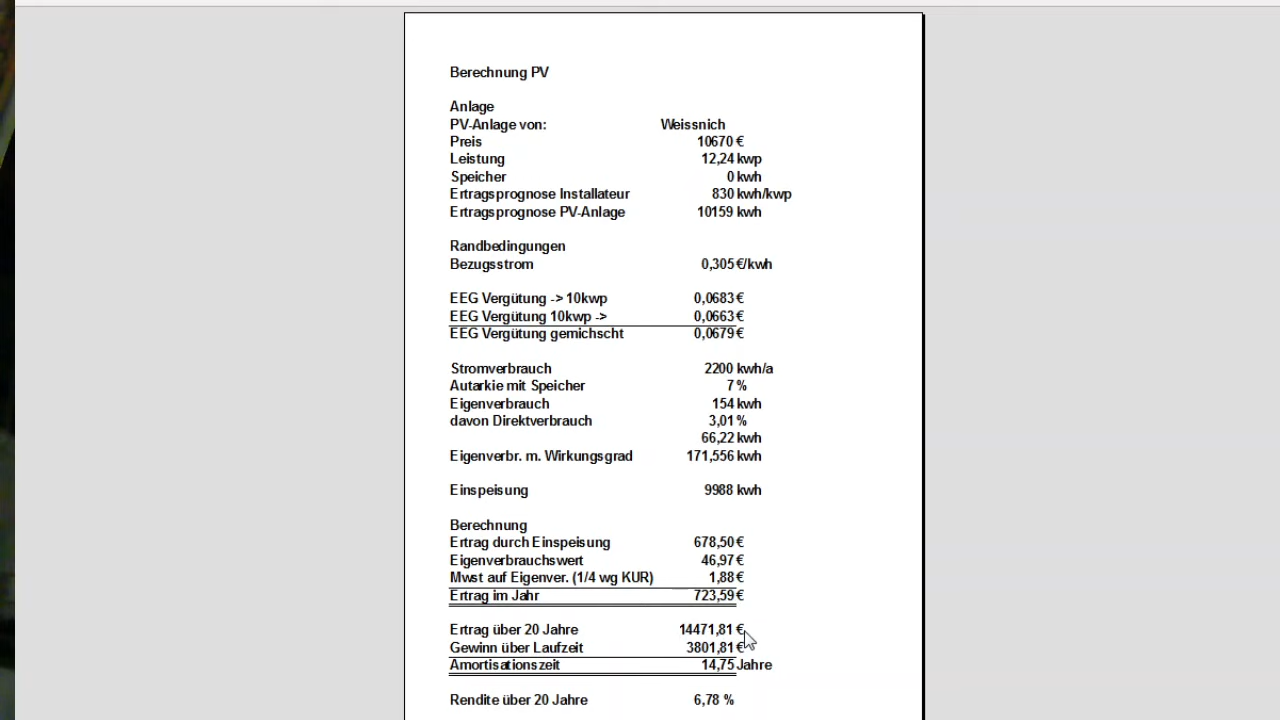 Berechnung PV
Anlage
PV-Anlage von: Weissnich
Preis 10670 €
Leistung 12,24 kwp
Speicher 0 kwh
Ertragsprognose Installateur 830 kwh/kwp
Ertragsprognose PV-Anlage 10159 kwh
Randbedingungen
Bezugsstrom 0,305 €/kwh
EEG Vergütung -> 10kwp 0,0683 €
EEG Vergütung 10kwp -> 0,0663 €
EEG Vergütung gemichscht 0,0679 €
Stromverbrauch 2200 kwh/a
Autarkie mit Speicher 7 %
Eigenverbrauch 154 kwh
davon Direktverbrauch 3,01 %
66,22 kwh
Eigenverbr. m. Wirkungsgrad 171,556 kwh
Einspeisung 9988 kwh
Berechnung
Ertrag durch Einspeisung 678,50 €
Eigenverbrauchswert 46,97 €
Mwst auf Eigenver. (1/4 wg KUR) 1,88 €
Ertrag im Jahr 723,59 €
Ertrag über 20 Jahre 14471,81 €
Gewinn über Laufzeit 3801,81 €
Amortisationszeit 14,75 Jahre
Rendite über 20 Jahre 6,78 %